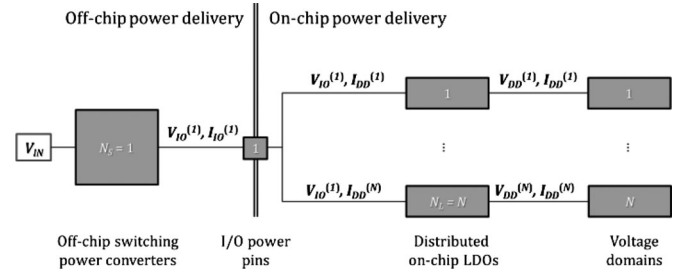 Off-chip power delivery On-chip power delivery
V_IO^(1), I_DD^(1) V_DD^(1), I_DD^(1)
1 1
V_IO^(1), I_IO^(1)
V_IN N_S = 1 1
⋮ ⋮
V_IO^(1), I_DD^(N) V_DD^(N), I_DD^(N)
N_L = N N
Off-chip switching I/O power Distributed Voltage
power converters pins on-chip LDOs domains